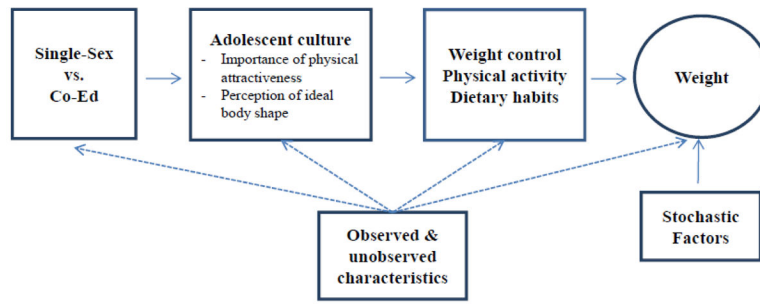 Single-Sex
vs.
Co-Ed
Adolescent culture
- Importance of physical
attractiveness
- Perception of ideal
body shape
Weight control
Physical activity
Dietary habits
Weight
Observed &
unobserved
characteristics
Stochastic
Factors